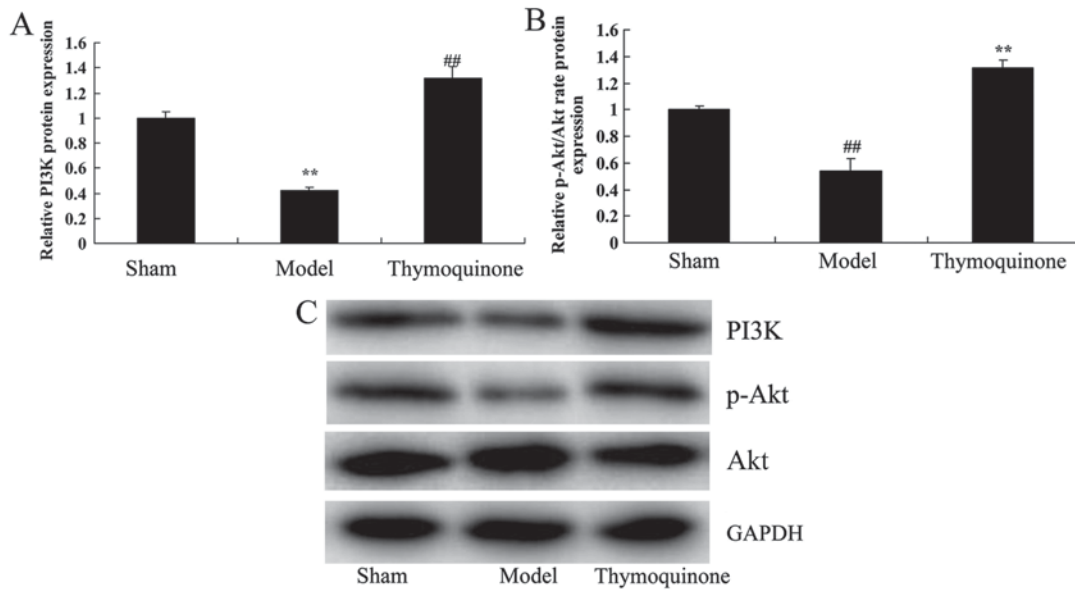 A
Relative PI3K protein expression
1.6
1.4
1.2
1
0.8
0.6
0.4
0.2
0
**
##
Sham Model Thymoquinone
B
Relative p-Akt/Akt rate protein
expression
1.6
1.4
1.2
1
0.8
0.6
0.4
0.2
0
##
**
Sham Model Thymoquinone
C
PI3K
p-Akt
Akt
GAPDH
Sham Model Thymoquinone